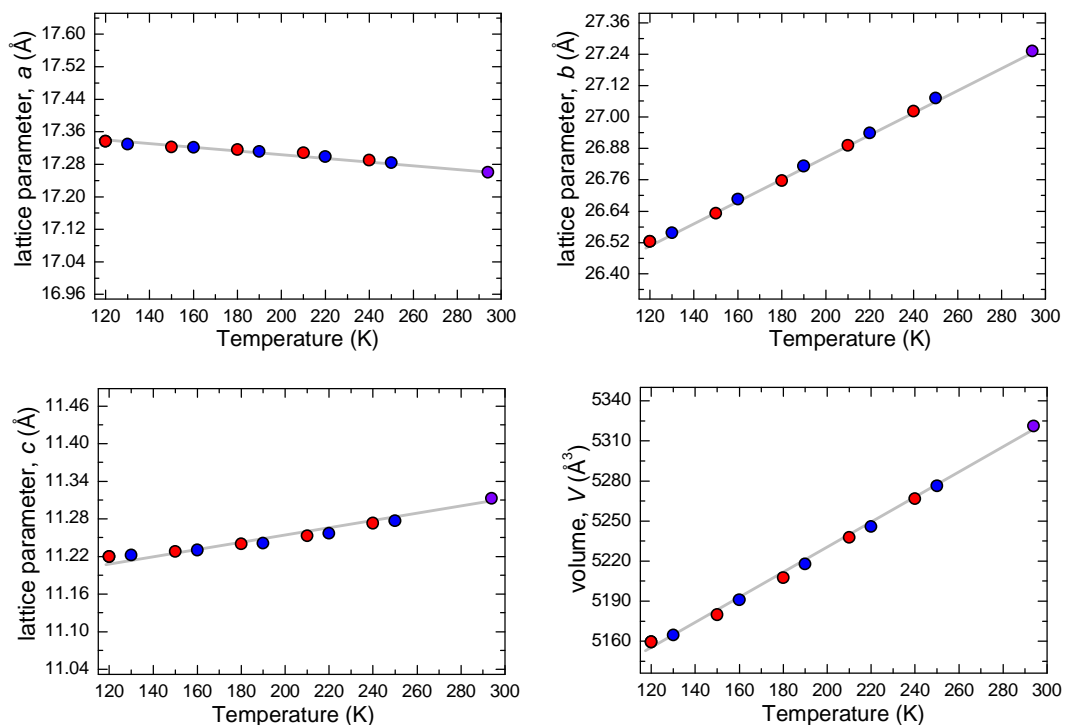 lattice parameter, a (Å)
17.60
17.52
17.44
17.36
17.28
17.20
17.12
17.04
16.96
120 140 160 180 200 220 240 260 280 300
Temperature (K)
lattice parameter, b (Å)
27.36
27.24
27.12
27.00
26.88
26.76
26.64
26.52
26.40
120 140 160 180 200 220 240 260 280 300
Temperature (K)
lattice parameter, c (Å)
11.46
11.40
11.34
11.28
11.22
11.16
11.10
11.04
120 140 160 180 200 220 240 260 280 300
Temperature (K)
volume, V (Å³)
5340
5310
5280
5250
5220
5190
5160
120 140 160 180 200 220 240 260 280 300
Temperature (K)